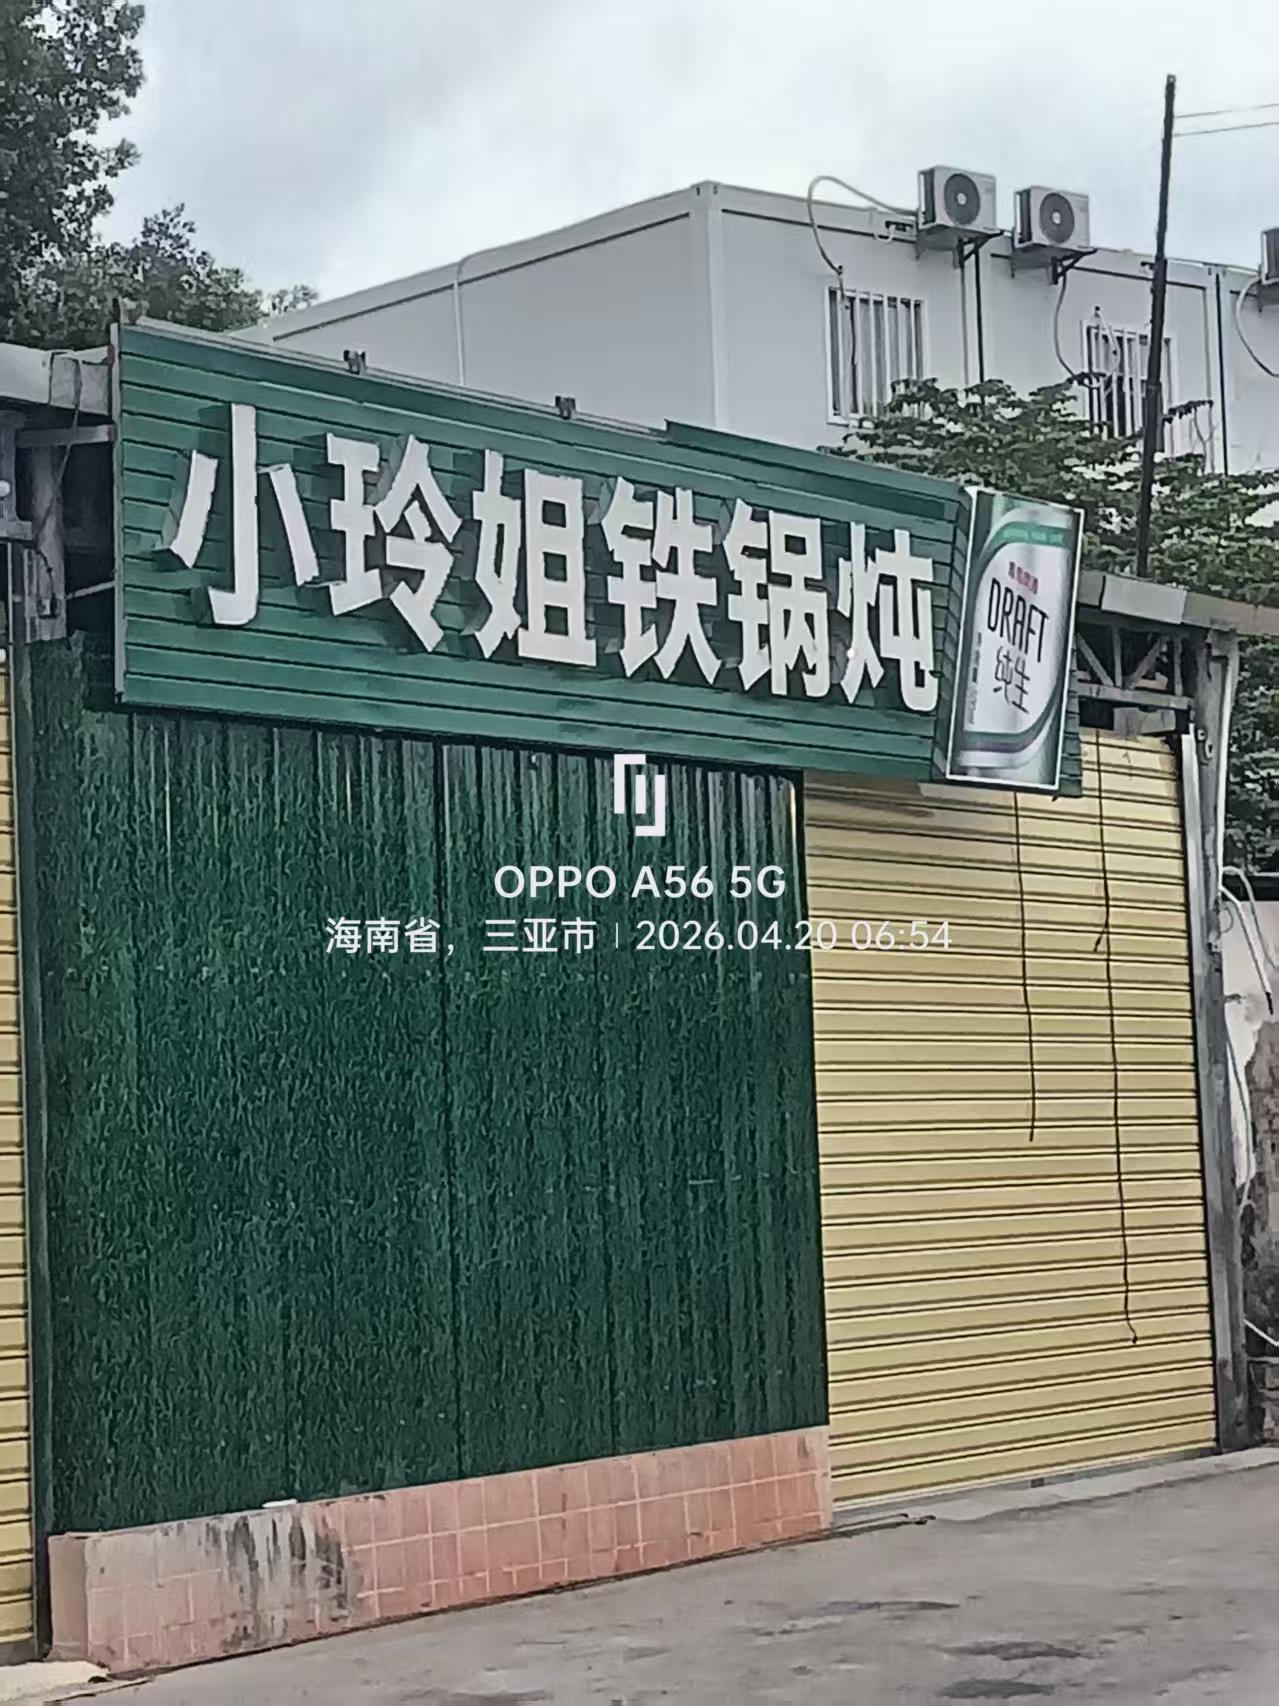 小玲姐铁锅炖
DRAFT
纯生
OPPO A56 5G
海南省，三亚市 | 2026.04.20 06:54